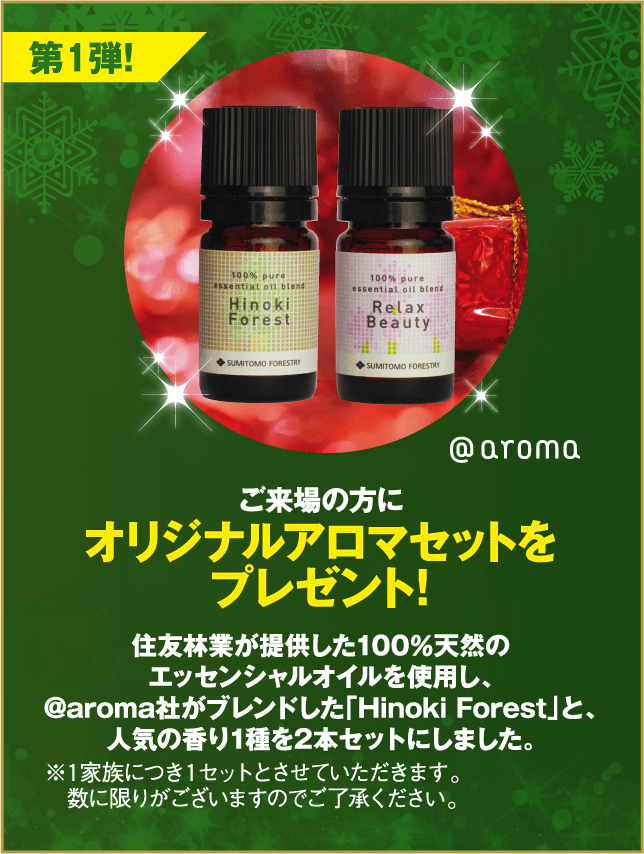 第1弾!
100% pure
essential oil blend
Hinoki
Forest
SUMITOMO FORESTRY
100% pure
essential oil blend
Relax
Beauty
SUMITOMO FORESTRY
@aroma
ご来場の方に
オリジナルアロマセットを
プレゼント!
住友林業が提供した100%天然の
エッセンシャルオイルを使用し、
@aroma社がブレンドした「Hinoki Forest」と、
人気の香り1種を2本セットにしました。
※1家族につき1セットとさせていただきます。
数に限りがございますのでご了承ください。